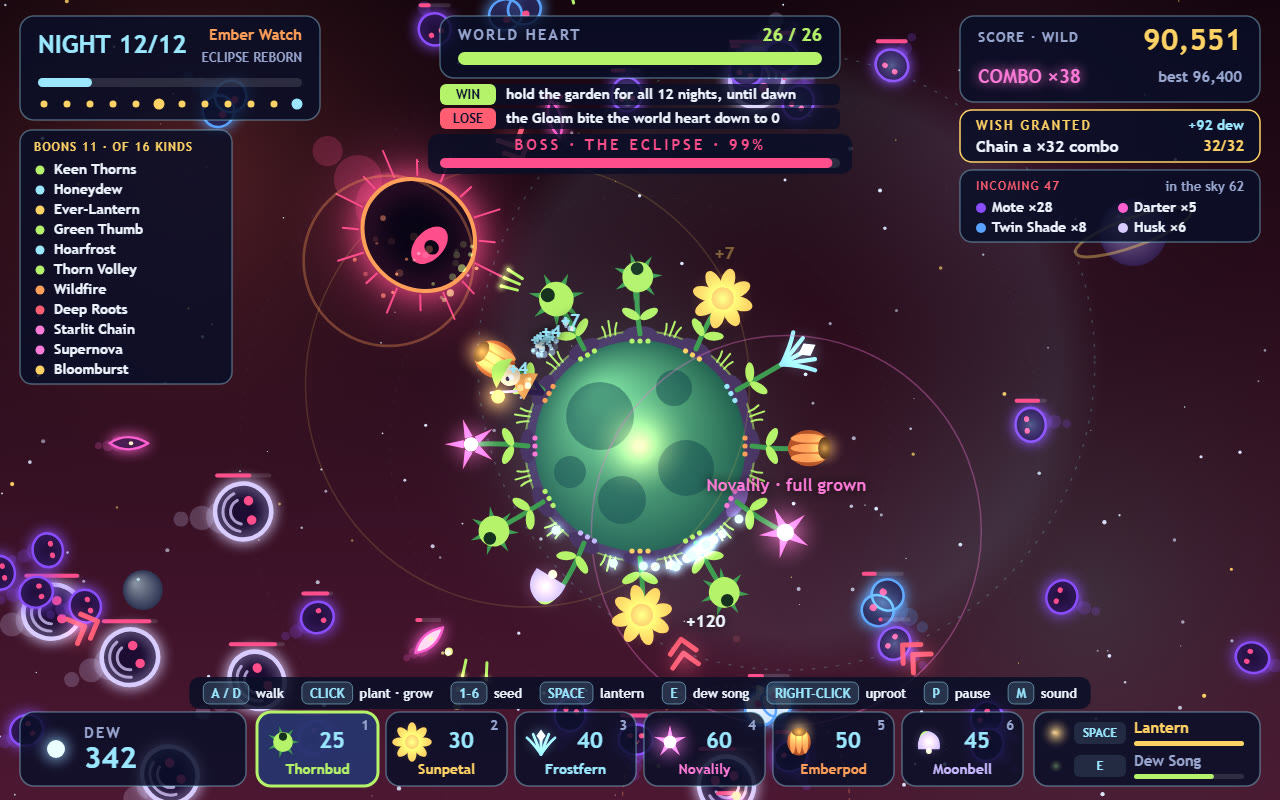 NIGHT 12/12
Ember Watch
ECLIPSE REBORN
WORLD HEART
26 / 26
WIN hold the garden for all 12 nights, until dawn
LOSE the Gloam bite the world heart down to 0
BOSS · THE ECLIPSE · 99%
SCORE · WILD
90,551
COMBO ×38
best 96,400
WISH GRANTED
+92 dew
Chain a ×32 combo
32/32
INCOMING 47
in the sky 62
Mote ×28
Darter ×5
Twin Shade ×8
Husk ×6
BOONS 11 · OF 16 KINDS
Keen Thorns
Honeydew
Ever-Lantern
Green Thumb
Hoarfrost
Thorn Volley
Wildfire
Deep Roots
Starlit Chain
Supernova
Bloomburst
+7
+4
+7
+4
Novalily · full grown
+120
A / D walk
CLICK plant · grow
1-6 seed
SPACE lantern
E dew song
RIGHT-CLICK uproot
P pause
M sound
DEW
342
1
25
Thornbud
2
30
Sunpetal
3
40
Frostfern
4
60
Novalily
5
50
Emberpod
6
45
Moonbell
SPACE Lantern
E Dew Song